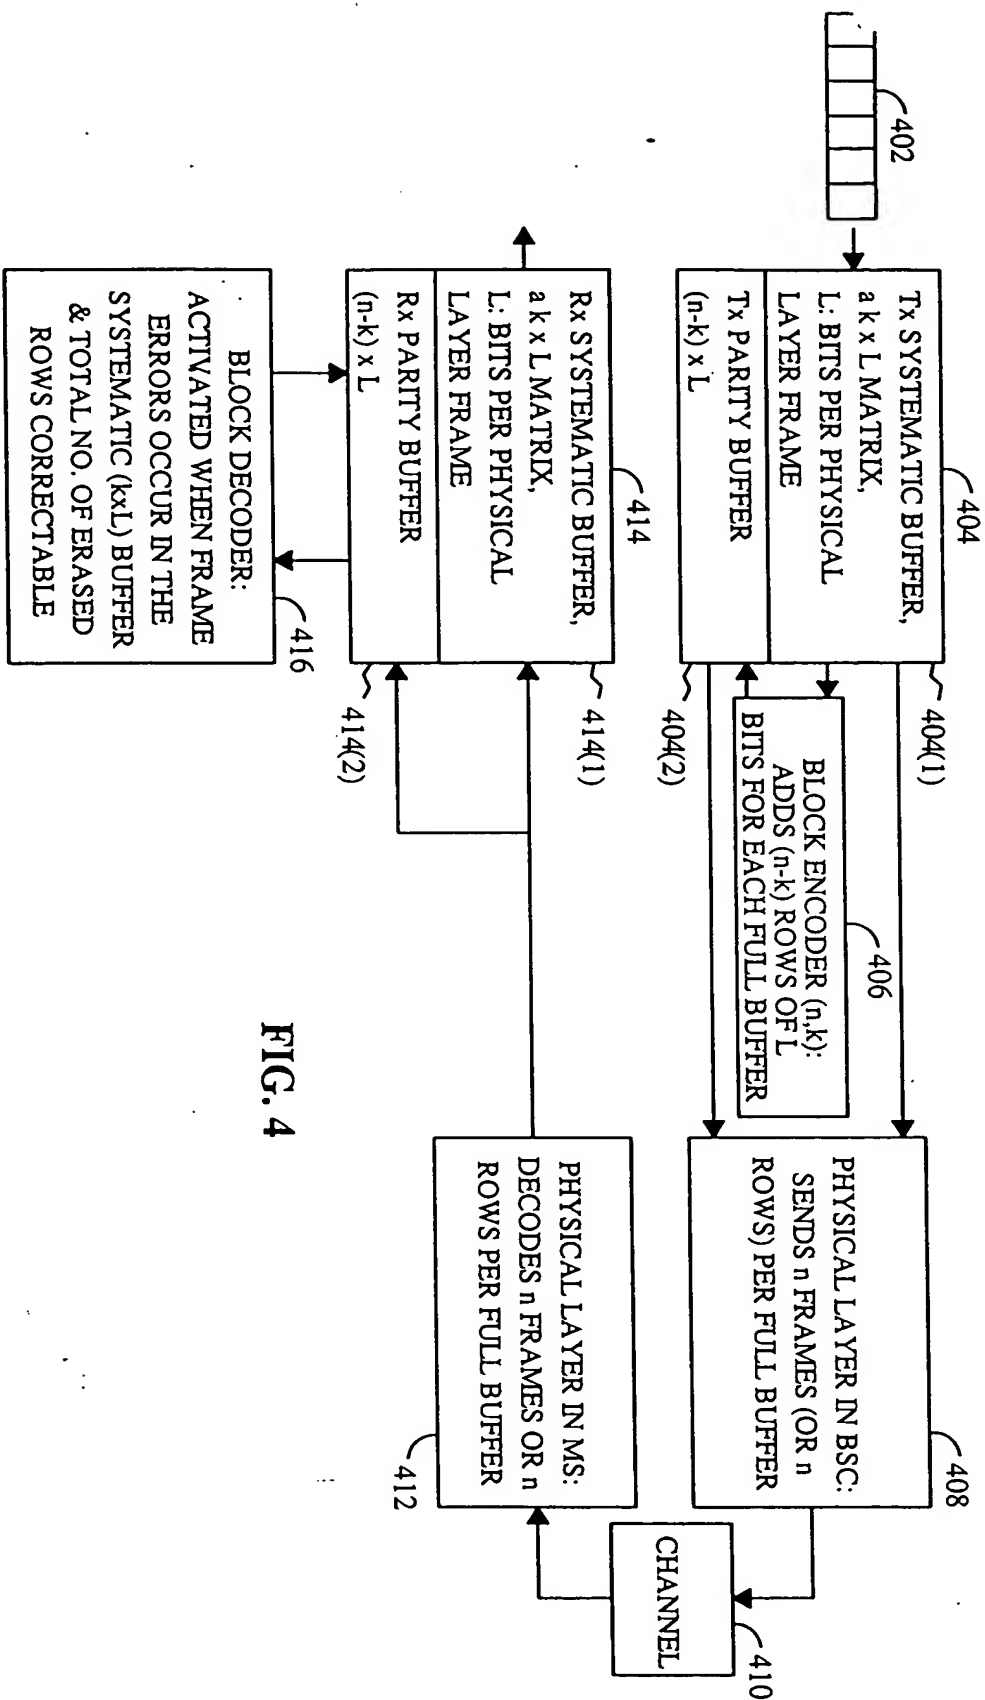 402
404
Tx SYSTEMATIC BUFFER,
a k x L MATRIX,
L: BITS PER PHYSICAL
LAYER FRAME
Tx PARITY BUFFER
(n-k) x L
404(1)
404(2)
406
BLOCK ENCODER (n,k):
ADDS (n-k) ROWS OF L
BITS FOR EACH FULL BUFFER
408
PHYSICAL LAYER IN BSC:
SENDS n FRAMES (OR n
ROWS) PER FULL BUFFER
CHANNEL
410
PHYSICAL LAYER IN MS:
DECODES n FRAMES OR n
ROWS PER FULL BUFFER
412
414
Rx SYSTEMATIC BUFFER,
a k x L MATRIX,
L: BITS PER PHYSICAL
LAYER FRAME
Rx PARITY BUFFER
(n-k) x L
414(1)
414(2)
BLOCK DECODER:
ACTIVATED WHEN FRAME
ERRORS OCCUR IN THE
SYSTEMATIC (kxL) BUFFER
& TOTAL NO. OF ERASED
ROWS CORRECTABLE
416
FIG. 4